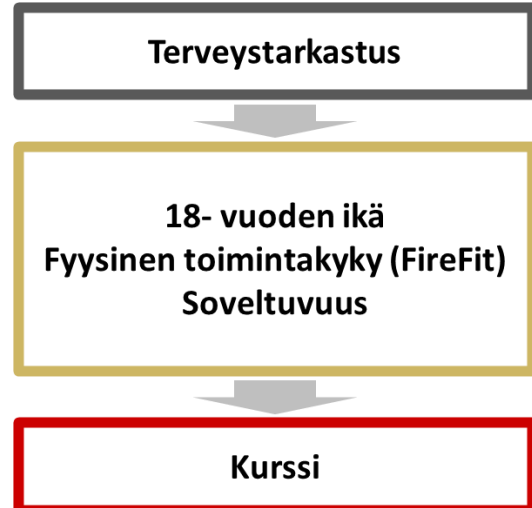 Terveystarkastus
18- vuoden ikä
Fyysinen toimintakyky (FireFit)
Soveltuvuus
Kurssi